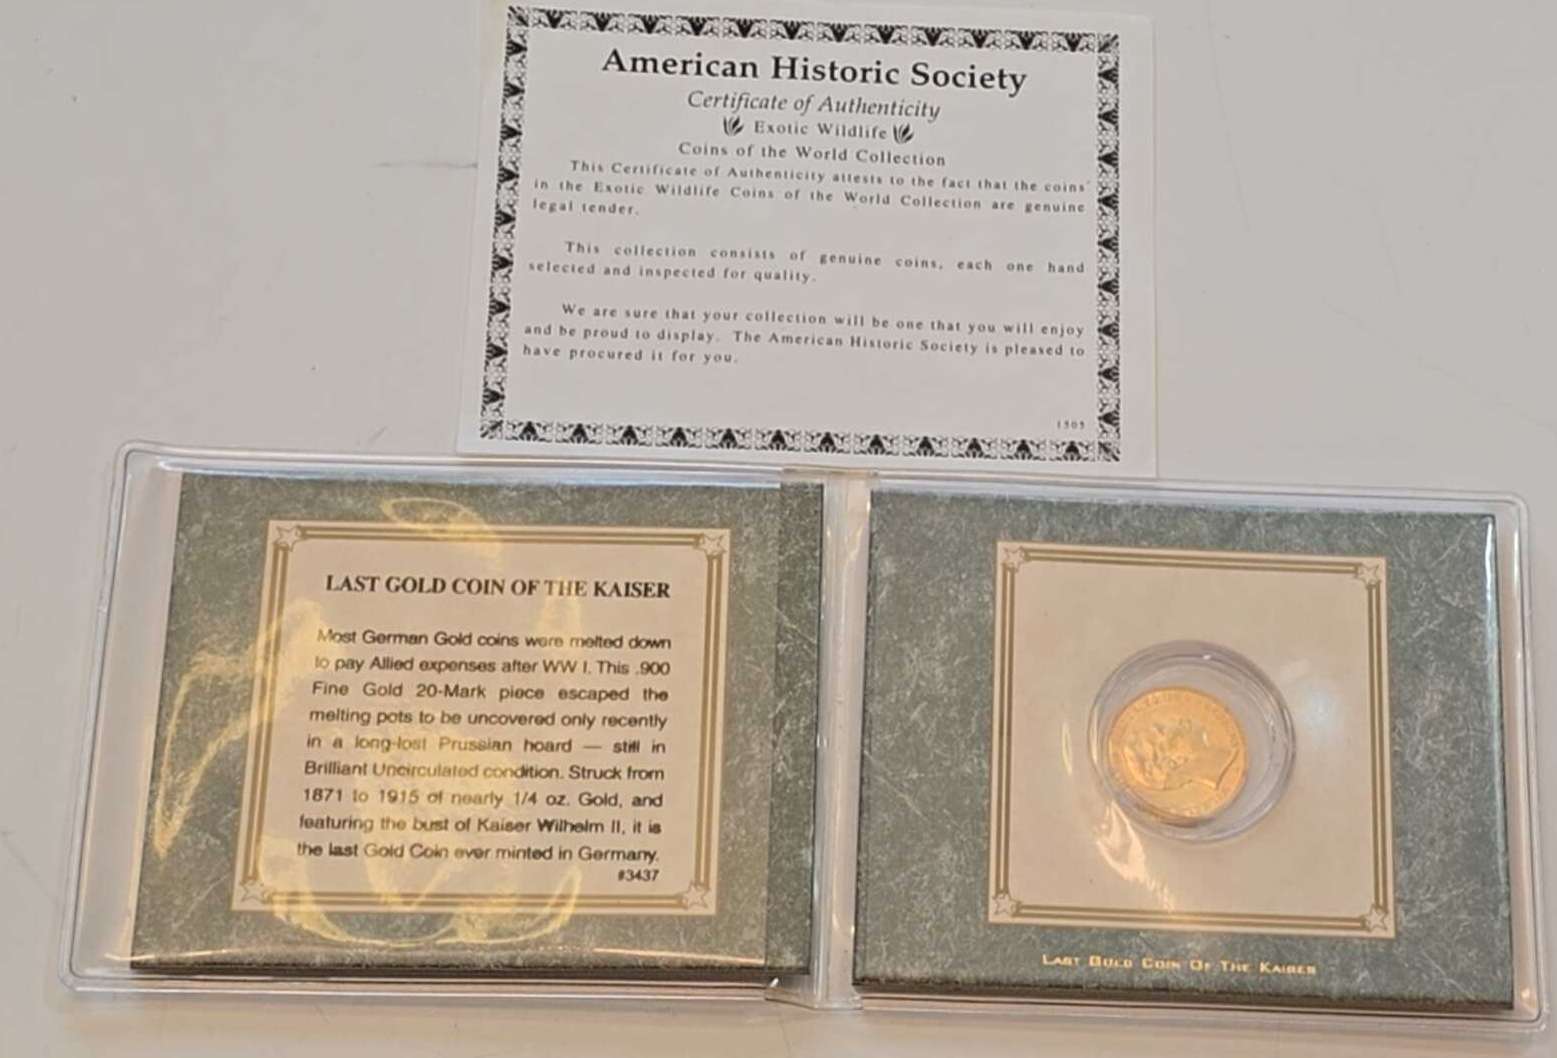 American Historic Society
Certificate of Authenticity
Exotic Wildlife
Coins of the World Collection
This Certificate of Authenticity attests to the fact that the coins
in the Exotic Wildlife Coins of the World Collection are genuine
legal tender.
This collection consists of genuine coins, each one hand
selected and inspected for quality.
We are sure that your collection will be one that you will enjoy
and be proud to display. The American Historic Society is pleased to
have procured it for you.
1505
LAST GOLD COIN OF THE KAISER
Most German Gold coins were melted down
to pay Allied expenses after WW I. This .900
Fine Gold 20-Mark piece escaped the
melting pots to be uncovered only recently
in a long-lost Prussian hoard — still in
Brilliant Uncirculated condition. Struck from
1871 to 1915 of nearly 1/4 oz. Gold, and
featuring the bust of Kaiser Wilhelm II, it is
the last Gold Coin ever minted in Germany.
#3437
LAST GOLD COIN OF THE KAISER